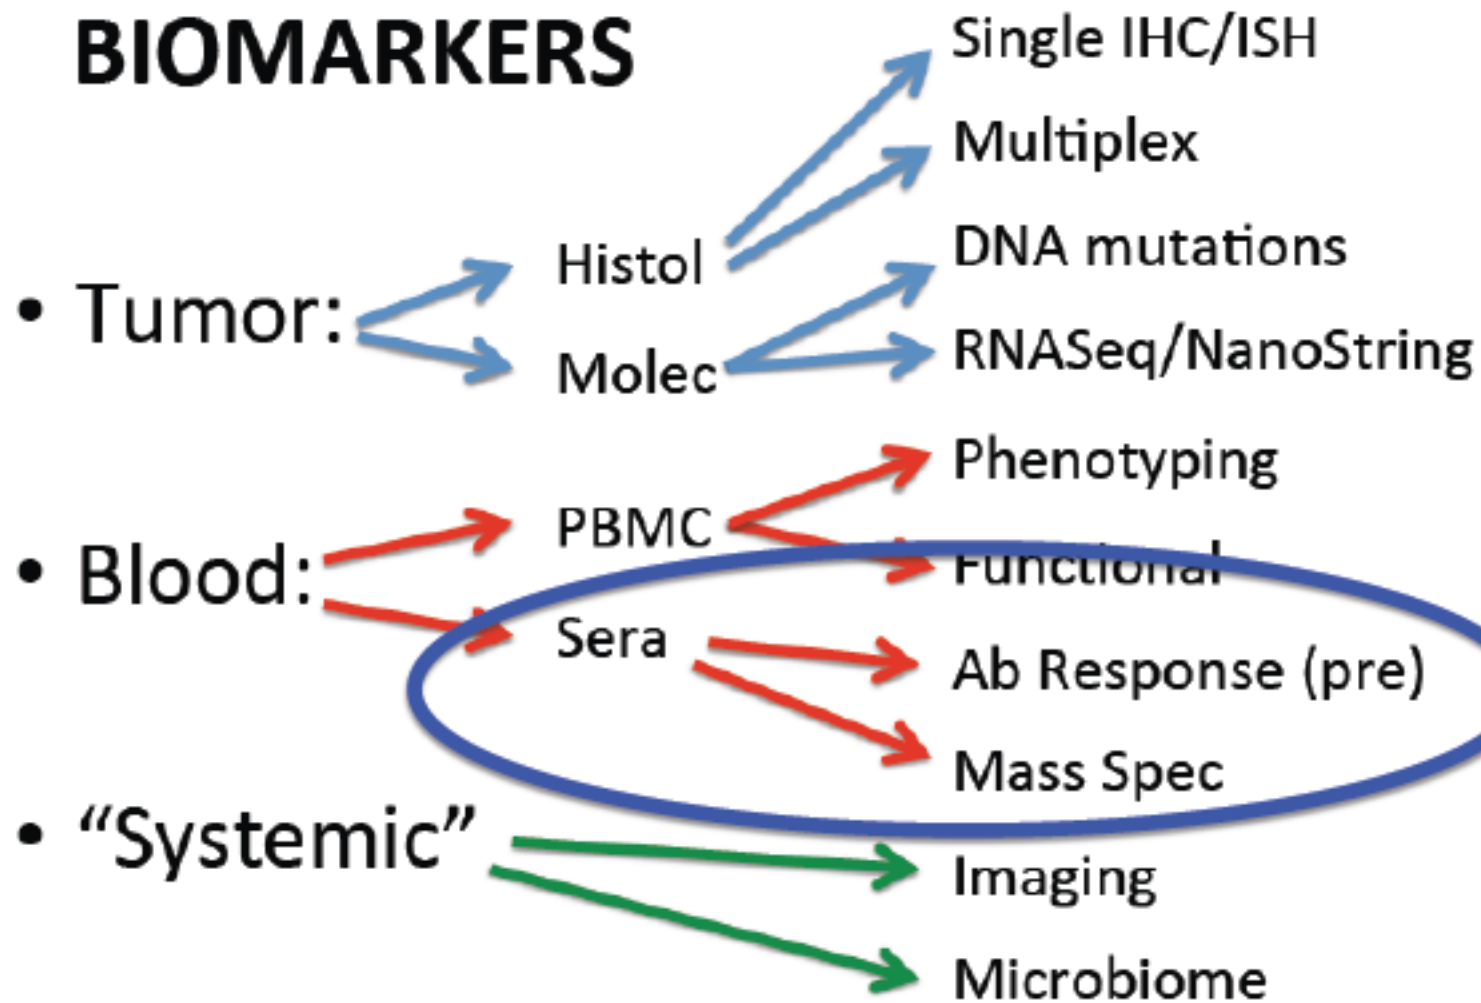 BIOMARKERS
Single IHC/ISH
Multiplex
DNA mutations
RNASeq/NanoString
Histol
Molec
• Tumor:
Phenotyping
Functional
PBMC
• Blood:
Sera
Ab Response (pre)
Mass Spec
• “Systemic”
Imaging
Microbiome